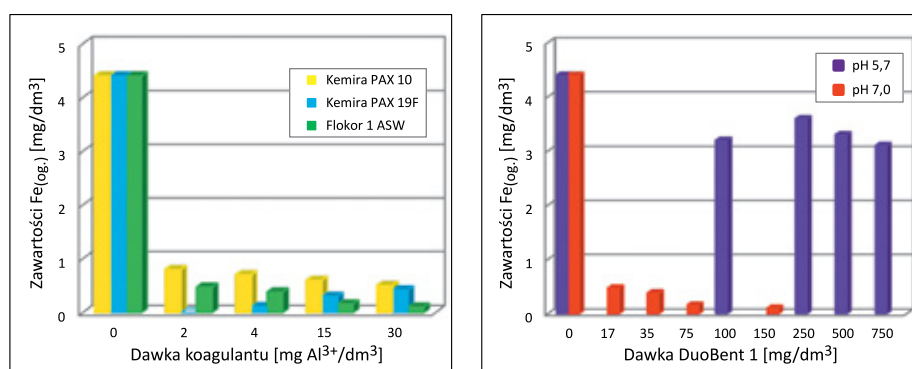 Zawartości Fe(og.) [mg/dm³]
5
4
3
2
1
0
Kemira PAX 10
Kemira PAX 19F
Flokor 1 ASW
0 2 4 15 30
Dawka koagulantu [mg Al³⁺/dm³]
Zawartości Fe(og.) [mg/dm³]
5
4
3
2
1
0
pH 5,7
pH 7,0
0 17 35 75 100 150 250 500 750
Dawka DuoBent 1 [mg/dm³]